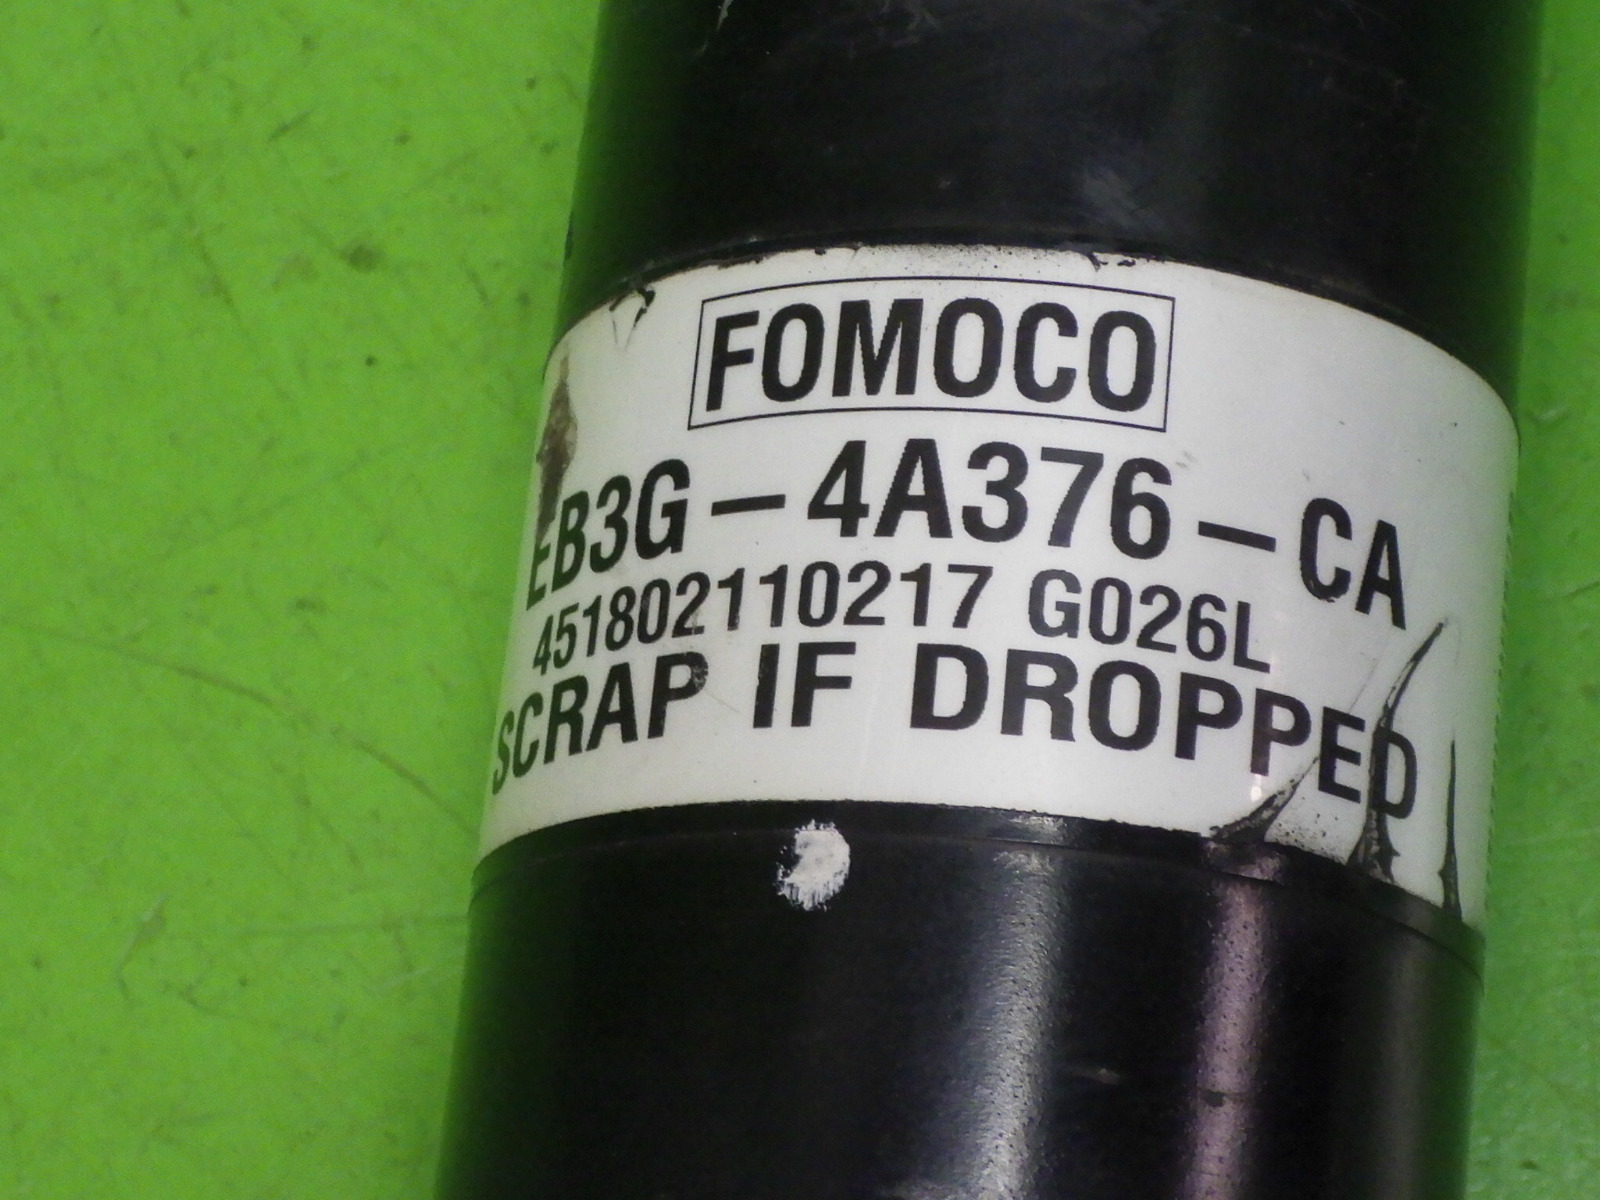 FOMOCO
EB3G-4A376-CA
451802110217 G026L
SCRAP IF DROPPED